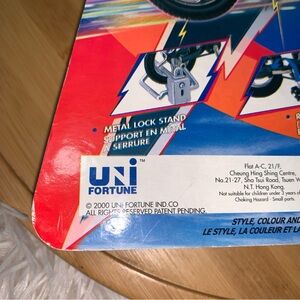 METAL LOCK STAND
SUPPORT EN MÉTAL
À SERRURE
UNi™
FORTUNE
© 2000 UNI-FORTUNE IND.CO
ALL RIGHTS RESERVED PATENT PENDING.
Flat A-C, 21/F,
Cheung Hing Shing Centre,
No.21-27, Sha Tsui Road, Tsuen W
N.T. Hong Kong.
Not suitable for children under 3 years
Choking Hazard - Small parts.
STYLE, COLOUR AND
LE STYLE, LA COULEUR ET LA